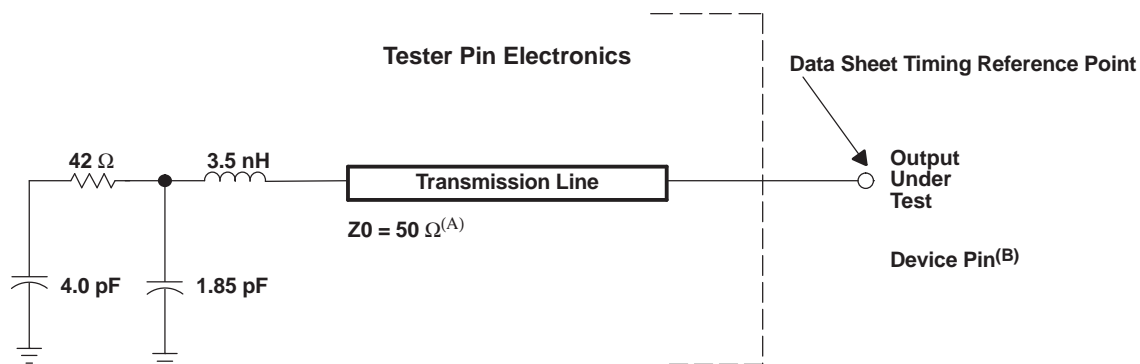 Tester Pin Electronics
Data Sheet Timing Reference Point
42 Ω
3.5 nH
Transmission Line
Output
Under
Test
Z0 = 50 Ω(A)
Device Pin(B)
4.0 pF
1.85 pF